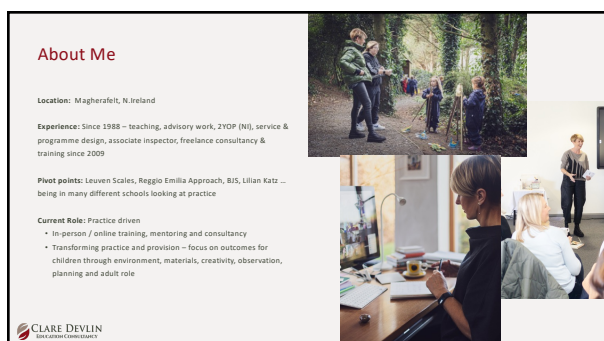 About Me
Location: Magherafelt, N.Ireland
Experience: Since 1988 – teaching, advisory work, 2YOP (NI), service &
programme design, associate inspector, freelance consultancy &
training since 2009
Pivot points: Leuven Scales, Reggio Emilia Approach, BJS, Lilian Katz ...
being in many different schools looking at practice
Current Role: Practice driven
• In-person / online training, mentoring and consultancy
• Transforming practice and provision – focus on outcomes for
children through environment, materials, creativity, observation,
planning and adult role
CLARE DEVLIN
EDUCATION CONSULTANCY